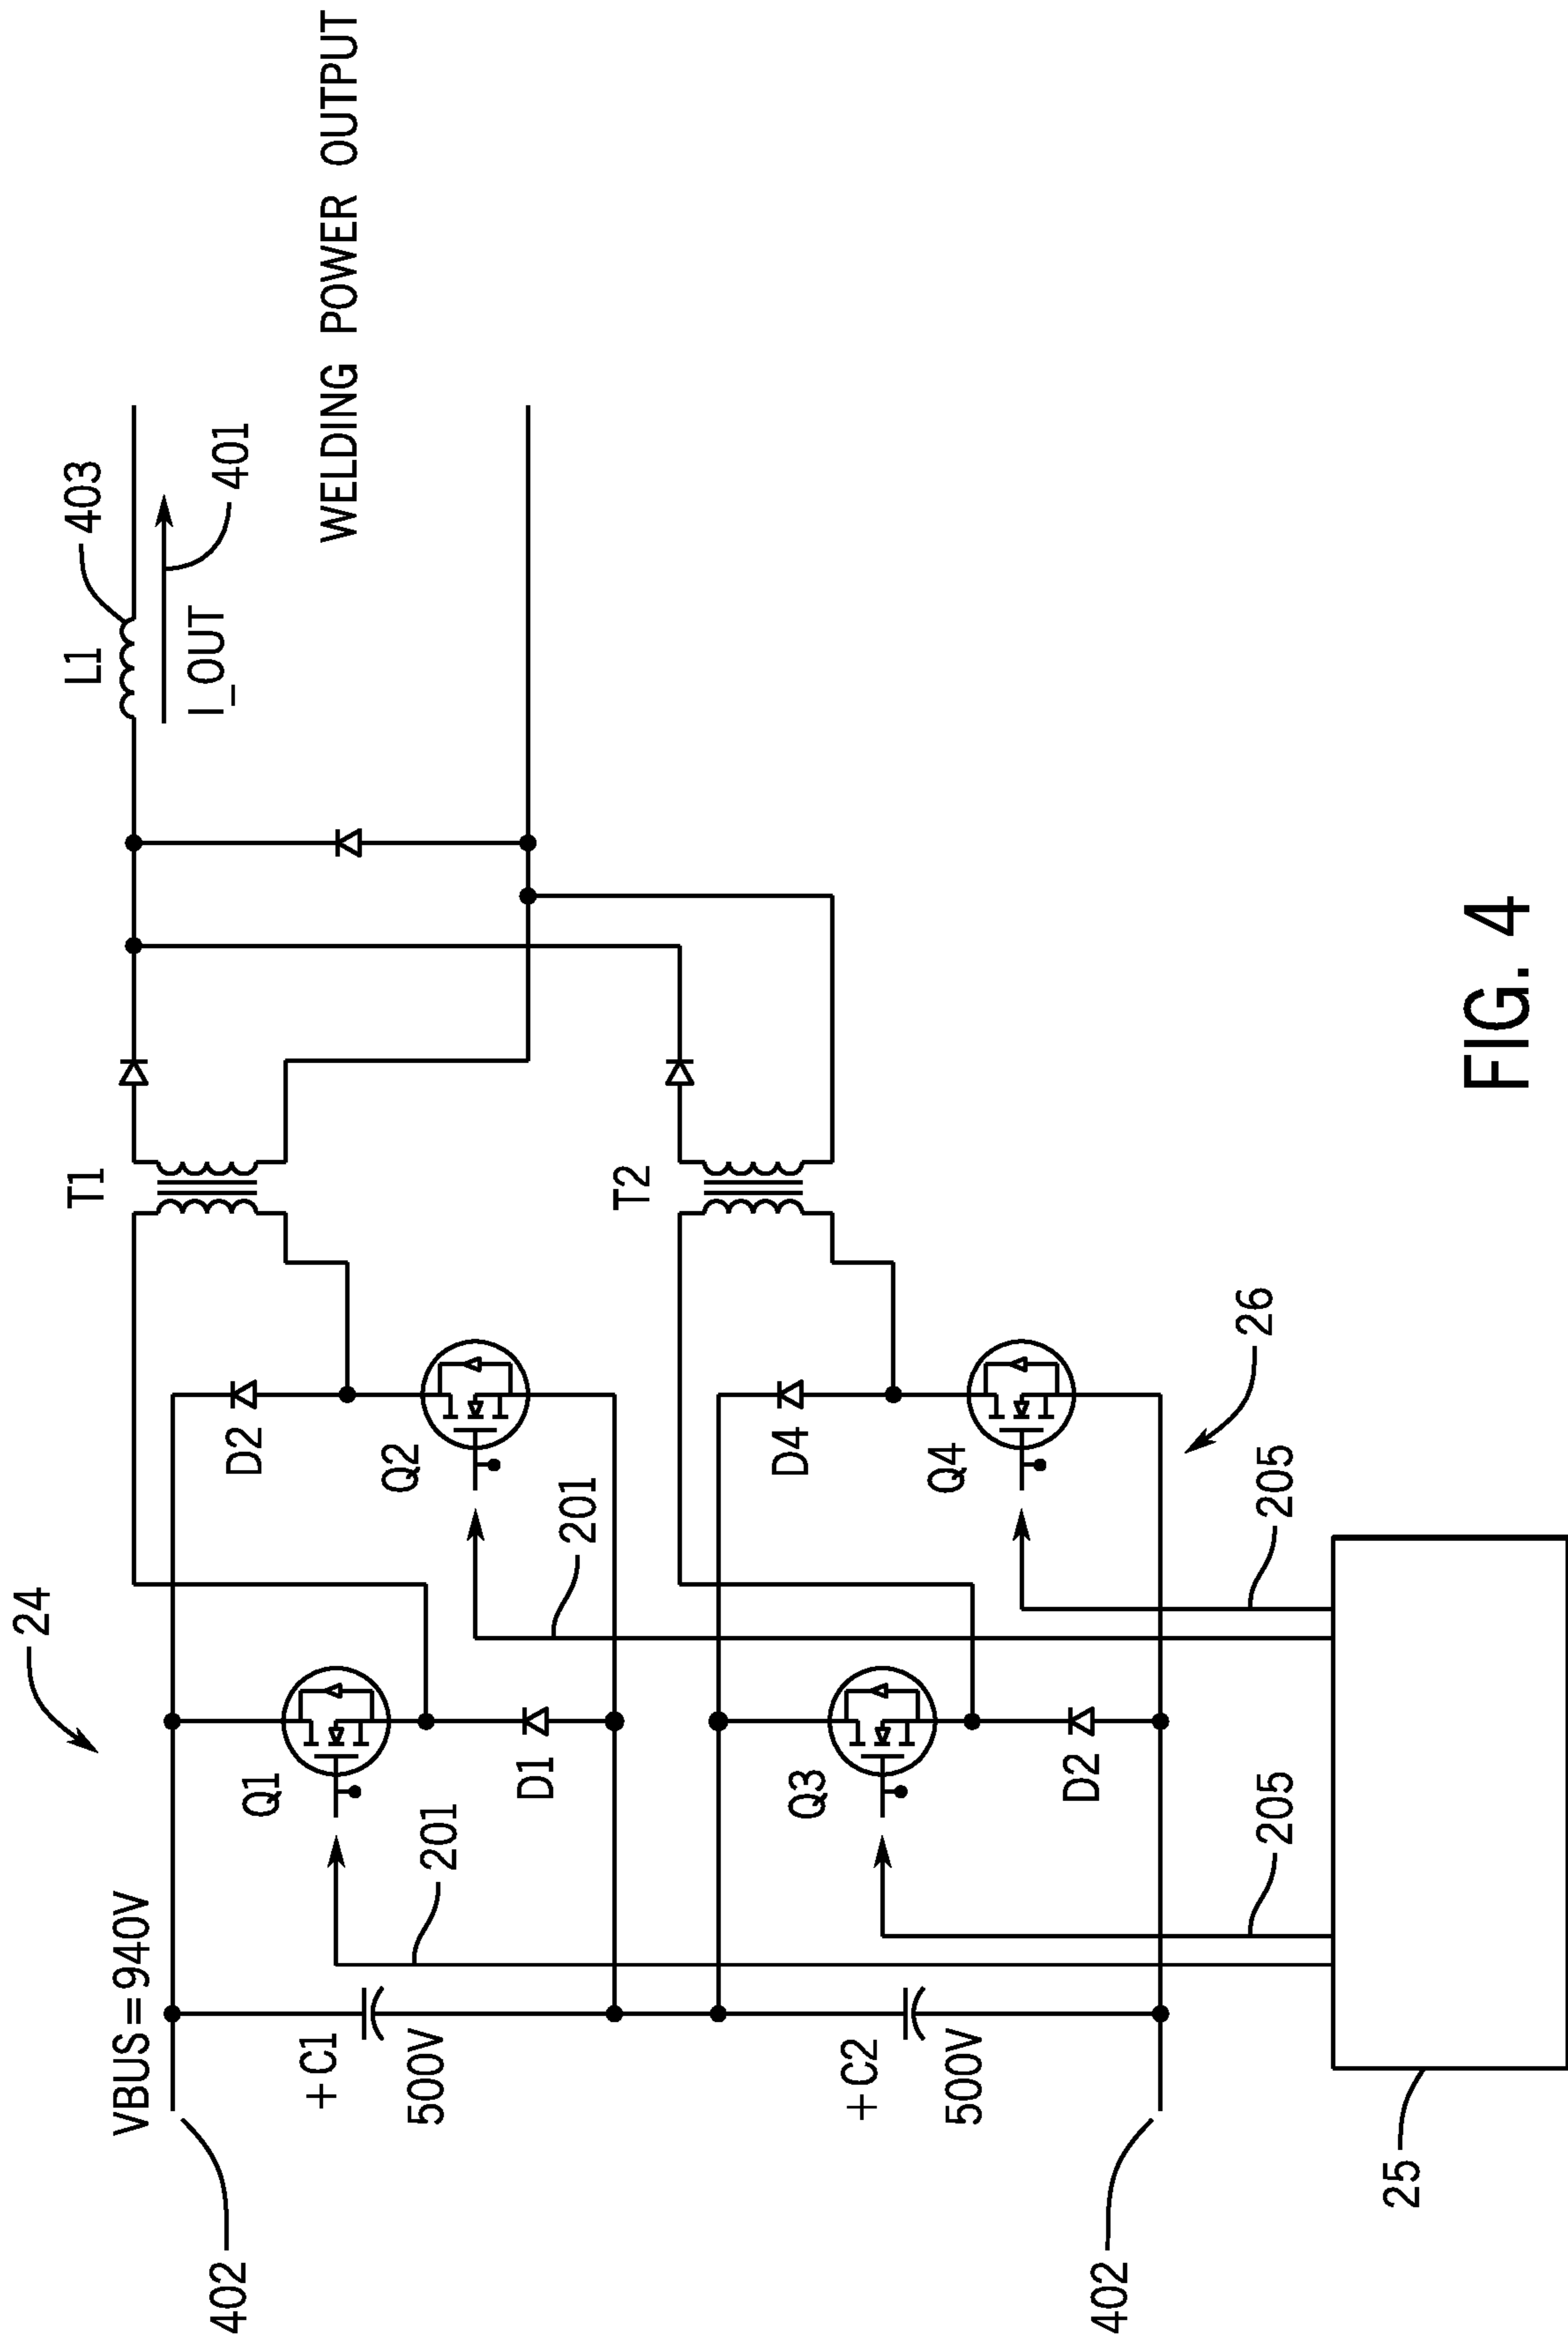 24
VBUS=940V
402
Q1
D2
T1
L1
403
I_OUT
401
WELDING POWER OUTPUT
+C1
500V
201
D1
Q2
201
Q3
D4
T2
+C2
500V
D2
Q4
402
205
205
26
25
FIG. 4